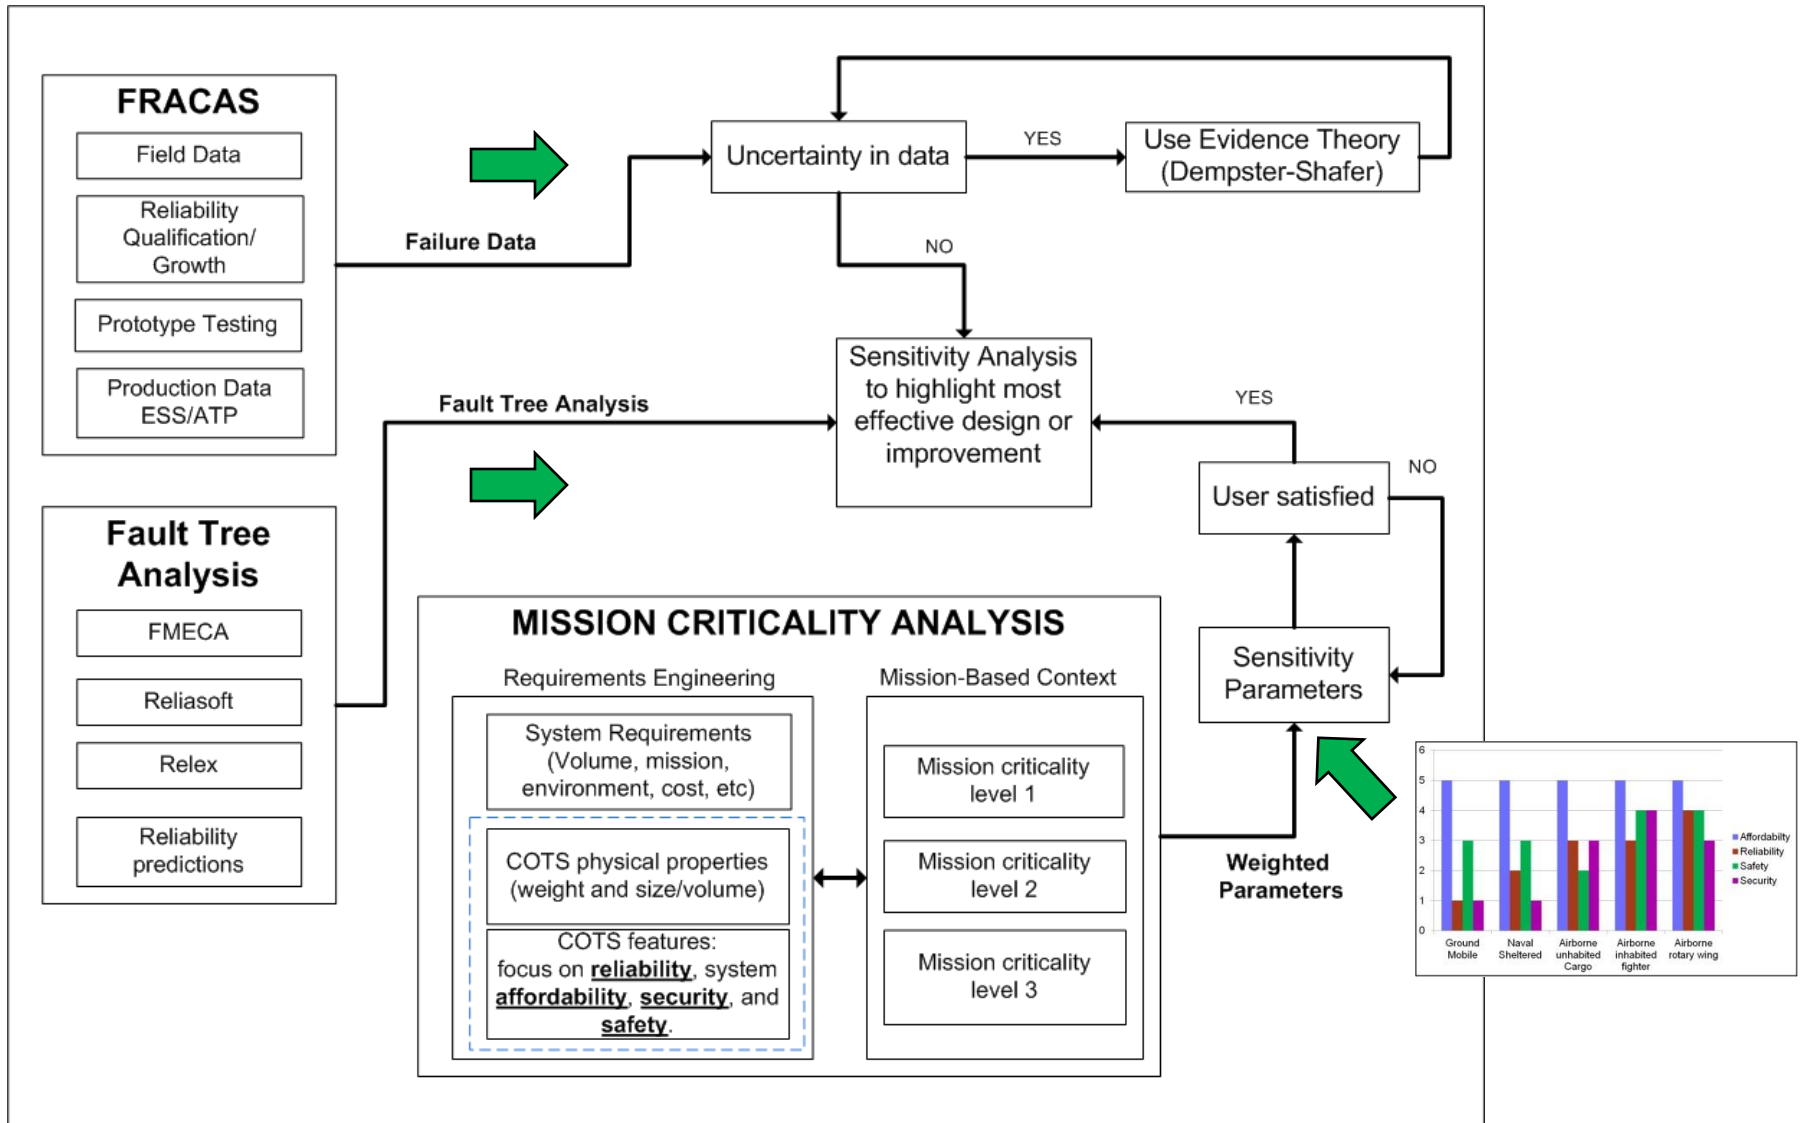 FRACAS
Field Data
Reliability
Qualification/
Growth
Prototype Testing
Production Data
ESS/ATP
Failure Data
Uncertainty in data
YES
Use Evidence Theory
(Dempster-Shafer)
NO
Sensitivity Analysis
to highlight most
effective design or
improvement
Fault Tree Analysis
YES
User satisfied
NO
Fault Tree
Analysis
FMECA
Reliasoft
Relex
Reliability
predictions
MISSION CRITICALITY ANALYSIS
Requirements Engineering
System Requirements
(Volume, mission,
environment, cost, etc)
COTS physical properties
(weight and size/volume)
COTS features:
focus on reliability, system
affordability, security, and
safety.
Mission-Based Context
Mission criticality
level 1
Mission criticality
level 2
Mission criticality
level 3
Sensitivity
Parameters
Weighted
Parameters
6
5
4
3
2
1
0
Ground
Mobile
Naval
Sheltered
Airborne
unhabited
Cargo
Airborne
inhabited
fighter
Airborne
rotary wing
Affordabilty
Reliability
Safety
Security